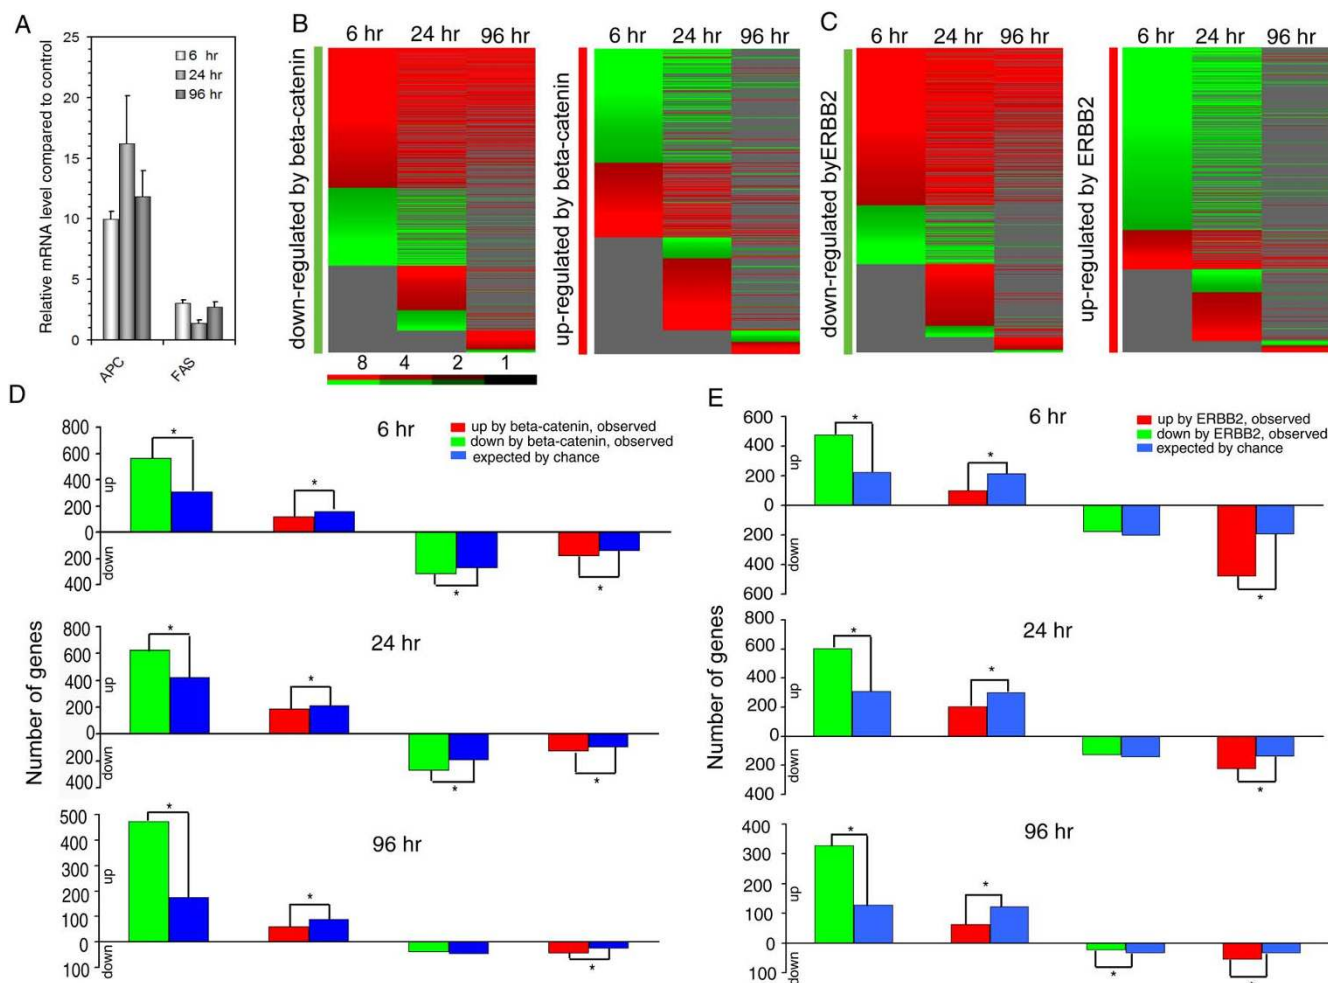 A
Relative mRNA level compared to control
25
20
15
10
5
0
6 hr
24 hr
96 hr
APC
FAS
B
6 hr 24 hr 96 hr
down-regulated by beta-catenin
8 4 2 1
6 hr 24 hr 96 hr
up-regulated by beta-catenin
C
6 hr 24 hr 96 hr
down-regulated byERBB2
6 hr 24 hr 96 hr
up-regulated by ERBB2
D
Number of genes
6 hr
up by beta-catenin, observed
down by beta-catenin, observed
expected by chance
800
600
400
200
0
200
400
up
down
* * * *
24 hr
800
600
400
200
0
200
400
up
down
* * * *
96 hr
500
400
300
200
100
0
100
up
down
* * *
E
Number of genes
6 hr
up by ERBB2, observed
down by ERBB2, observed
expected by chance
600
400
200
0
200
400
600
up
down
* * *
24 hr
800
600
400
200
0
200
400
up
down
* * *
96 hr
400
300
200
100
0
100
up
down
* * * *